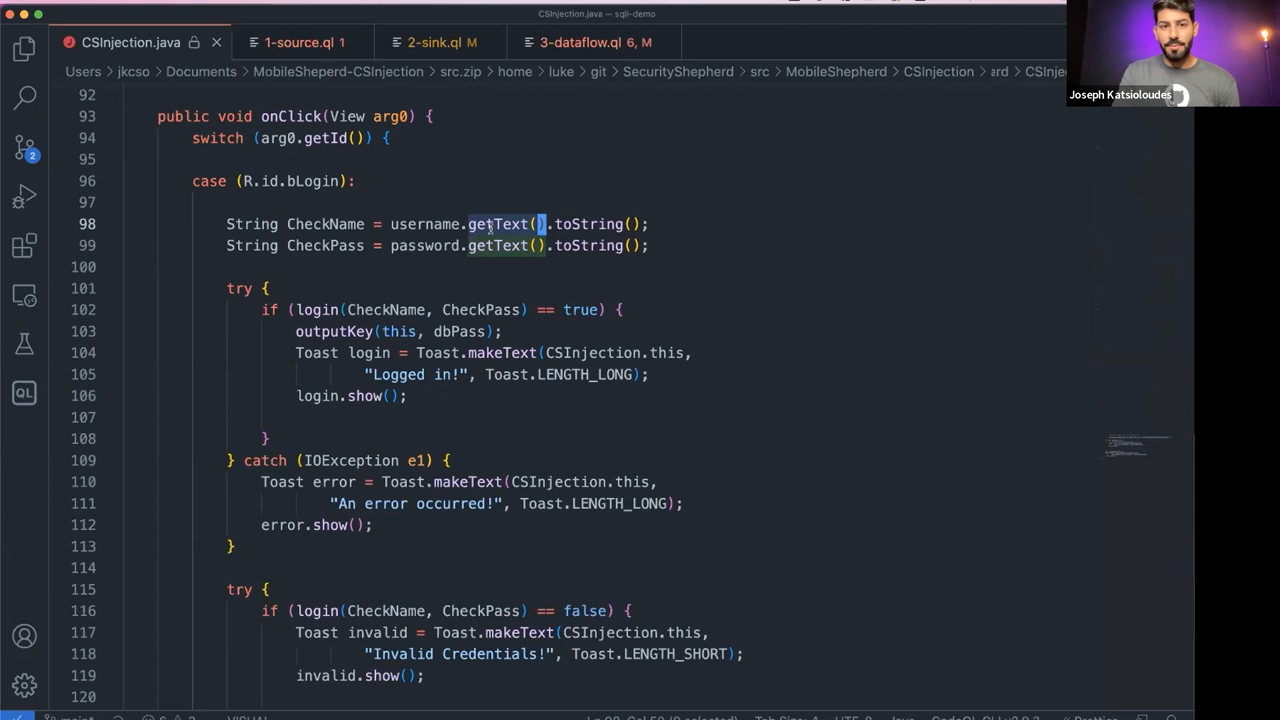 CSInjection.java — sqli-demo
CSInjection.java
1-source.ql 1
2-sink.ql M
3-dataflow.ql 6, M
Users > jkcso > Documents > MobileSheperd-CSInjection > src.zip > home > luke > git > SecurityShepherd > src > MobileShepherd > CSInjection > ard > CSInje
Joseph Katsioloudes
92
93 public void onClick(View arg0) {
94 switch (arg0.getId()) {
95
96 case (R.id.bLogin):
97
98 String CheckName = username.getText().toString();
99 String CheckPass = password.getText().toString();
100
101 try {
102 if (login(CheckName, CheckPass) == true) {
103 outputKey(this, dbPass);
104 Toast login = Toast.makeText(CSInjection.this,
105 "Logged in!", Toast.LENGTH_LONG);
106 login.show();
107
108 }
109 } catch (IOException e1) {
110 Toast error = Toast.makeText(CSInjection.this,
111 "An error occurred!", Toast.LENGTH_LONG);
112 error.show();
113 }
114
115 try {
116 if (login(CheckName, CheckPass) == false) {
117 Toast invalid = Toast.makeText(CSInjection.this,
118 "Invalid Credentials!", Toast.LENGTH_SHORT);
119 invalid.show();
120
2
QL